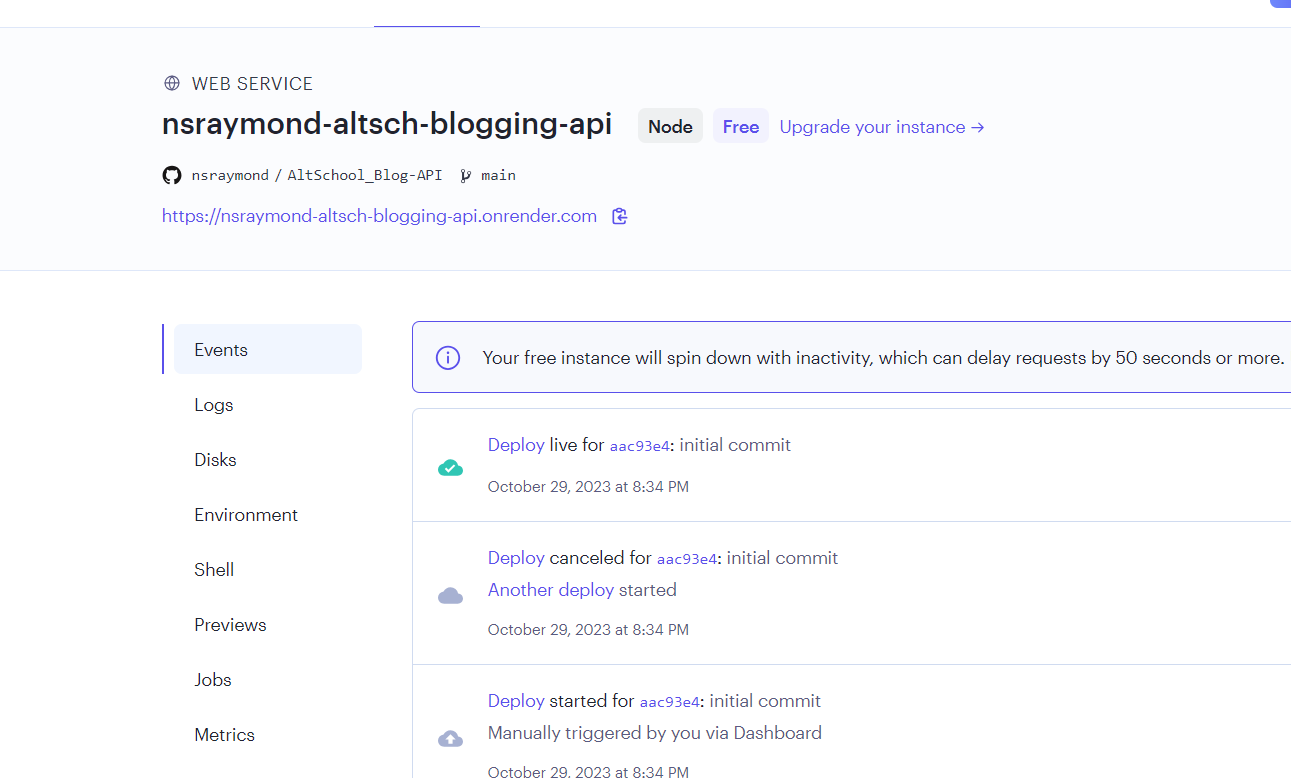 WEB SERVICE
nsraymond-altsch-blogging-api Node Free Upgrade your instance →
nsraymond / AltSchool_Blog-API main
https://nsraymond-altsch-blogging-api.onrender.com
Events
Logs
Disks
Environment
Shell
Previews
Jobs
Metrics
Your free instance will spin down with inactivity, which can delay requests by 50 seconds or more.
Deploy live for aac93e4: initial commit
October 29, 2023 at 8:34 PM
Deploy canceled for aac93e4: initial commit
Another deploy started
October 29, 2023 at 8:34 PM
Deploy started for aac93e4: initial commit
Manually triggered by you via Dashboard
October 29, 2023 at 8:34 PM